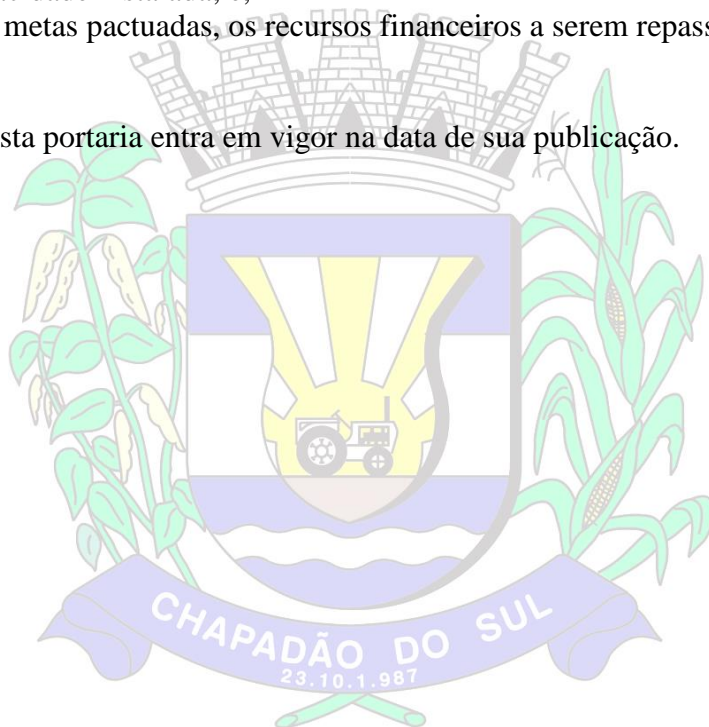 metas pactuadas, os recursos financeiros a serem repass
sta portaria entra em vigor na data de sua publicação.
CHAPADÃO DO SUL
23.10.1.987